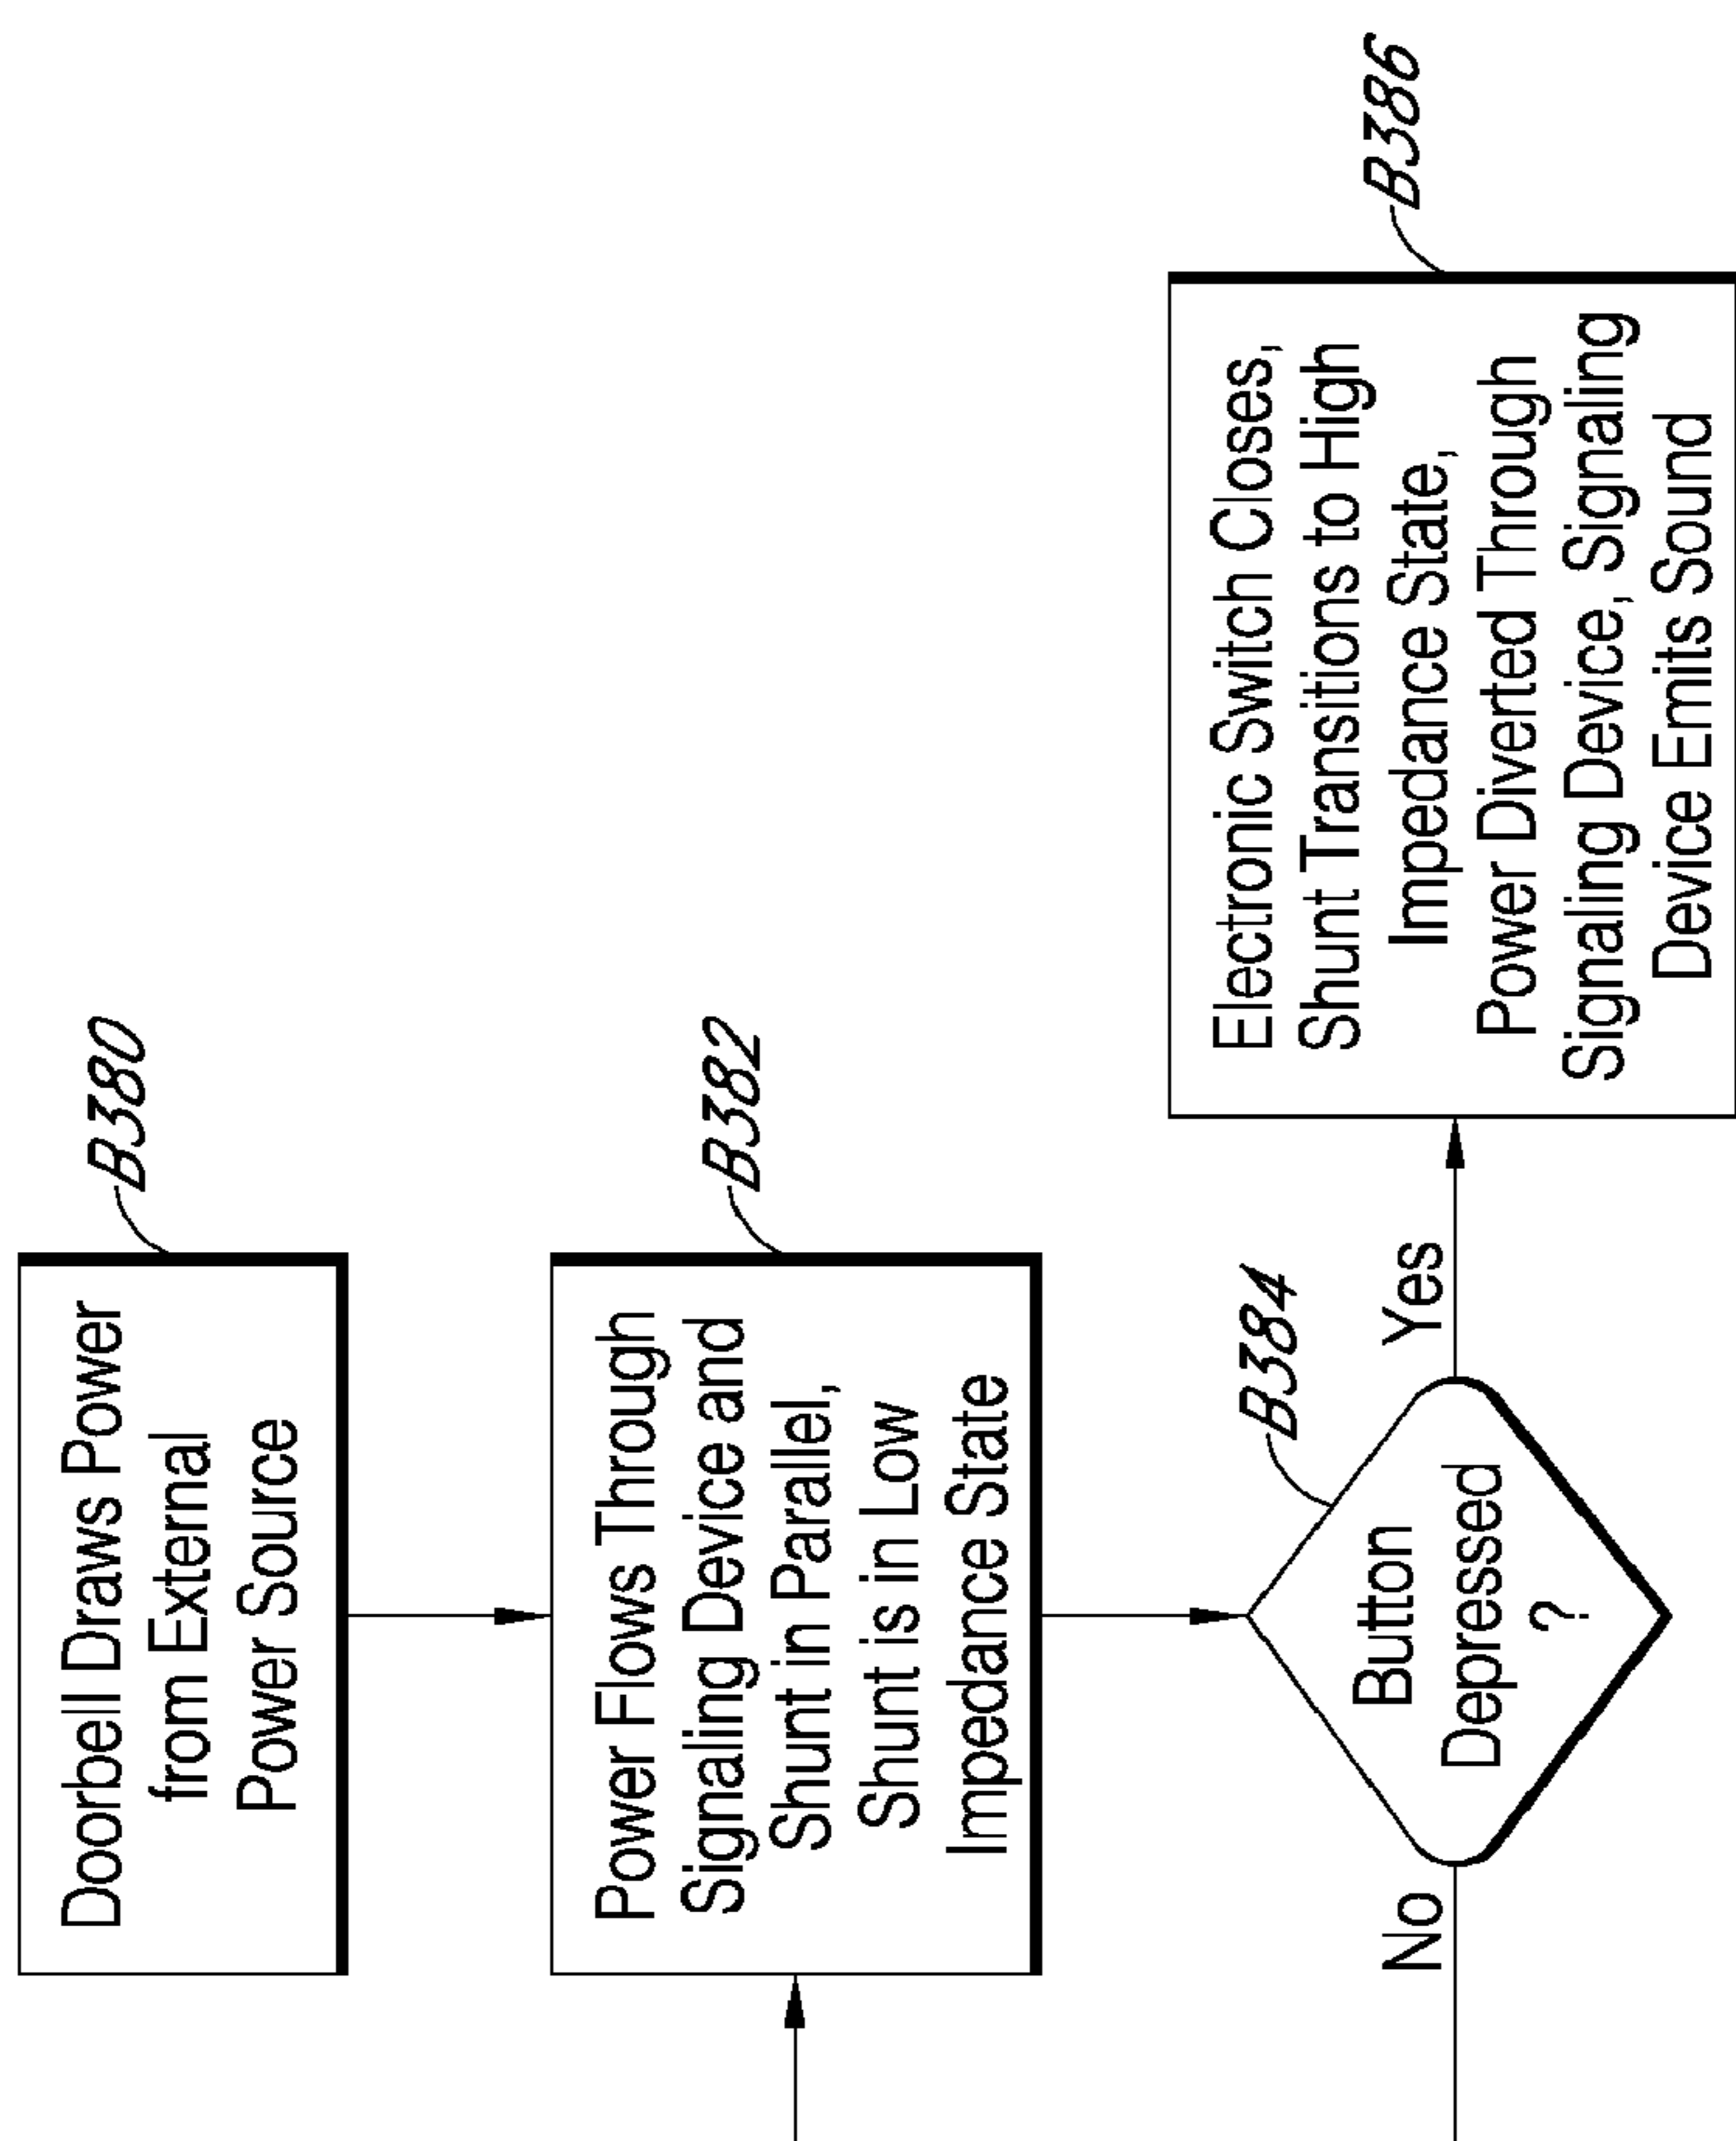 B380
Doorbell Draws Power
from External
Power Source
B382
Power Flows Through
Signaling Device and
Shunt in Parallel,
Shunt is in Low
Impedance State
B384
Button
Depressed
?
No
Yes
B386
Electronic Switch Closes,
Shunt Transitions to High
Impedance State,
Power Diverted Through
Signaling Device, Signaling
Device Emits Sound